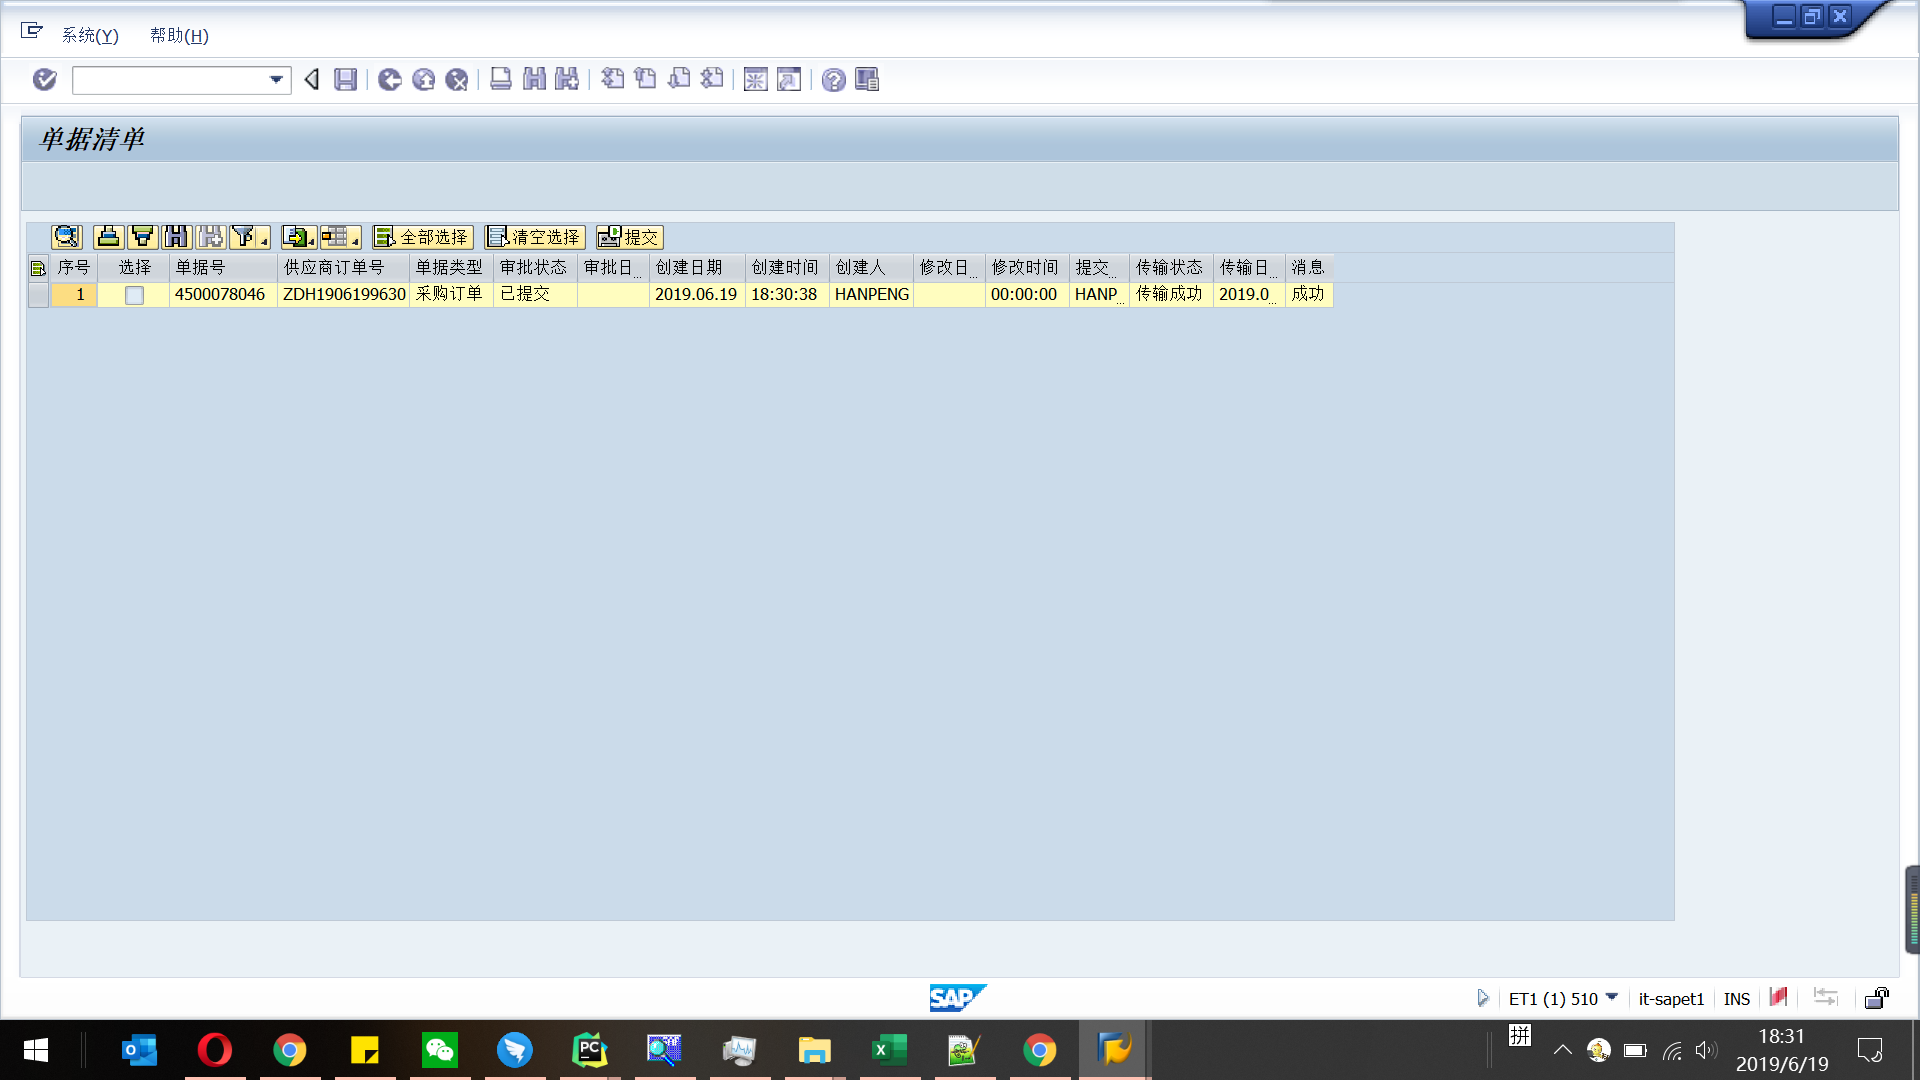 系统(Y) 帮助(H)
单据清单
全部选择 清空选择 提交
序号 选择 单据号 供应商订单号 单据类型 审批状态 审批日... 创建日期 创建时间 创建人 修改日... 修改时间 提交... 传输状态 传输日... 消息
1 4500078046 ZDH1906199630 采购订单 已提交 2019.06.19 18:30:38 HANPENG 00:00:00 HANP... 传输成功 2019.0... 成功
SAP
ET1 (1) 510 it-sapet1 INS
拼
18:31
2019/6/19